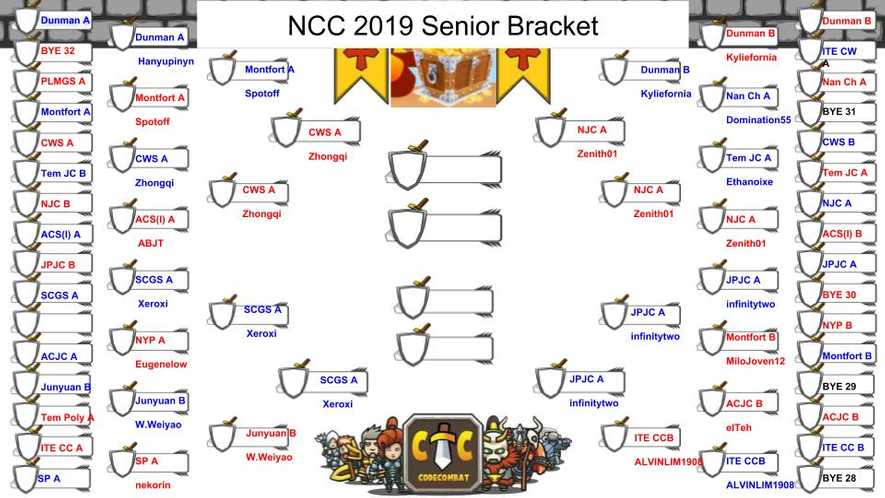 NCC 2019 Senior Bracket
Dunman A
BYE 32
PLMGS A
Montfort A
CWS A
Tem JC B
NJC B
ACS(I) A
JPJC B
SCGS A
ACJC A
Junyuan B
Tem Poly A
ITE CC A
SP A
Dunman A
Hanyupinyn
Montfort A
Spotoff
CWS A
Zhongqi
ACS(I) A
ABJT
SCGS A
Xeroxi
NYP A
Eugenelow
Junyuan B
W.Weiyao
SP A
nekorin
Montfort A
Spotoff
CWS A
Zhongqi
SCGS A
Xeroxi
Junyuan B
W.Weiyao
CWS A
Zhongqi
SCGS A
Xeroxi
NJC A
Zenith01
JPJC A
infinitytwo
Dunman B
Kyliefornia
NJC A
Zenith01
JPJC A
infinitytwo
ITE CCB
ALVINLIM1908
Dunman B
Kyliefornia
Nan Ch A
Domination55
Tem JC A
Ethanoixe
NJC A
Zenith01
JPJC A
infinitytwo
Montfort B
MiloJoven12
ACJC B
elTeh
ITE CCB
ALVINLIM1908
Dunman B
ITE CW
A
Nan Ch A
BYE 31
CWS B
Tem JC A
NJC A
ACS(I) B
JPJC A
BYE 30
NYP B
Montfort B
BYE 29
ACJC B
ITE CC B
BYE 28
CODECOMBAT